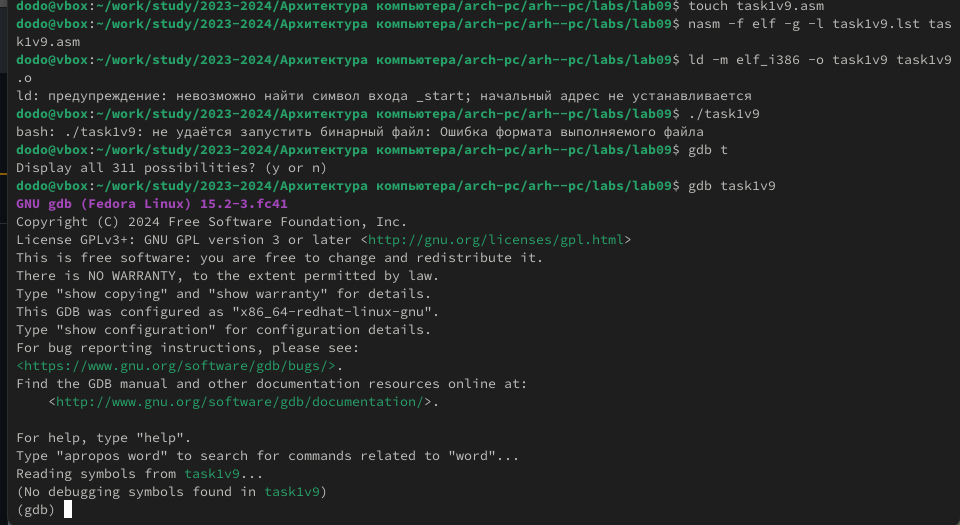 dodo@vbox:~/work/study/2023-2024/Архитектура компьютера/arch-pc/arh--pc/labs/lab09$ touch task1v9.asm
dodo@vbox:~/work/study/2023-2024/Архитектура компьютера/arch-pc/arh--pc/labs/lab09$ nasm -f elf -g -l task1v9.lst tas
k1v9.asm
dodo@vbox:~/work/study/2023-2024/Архитектура компьютера/arch-pc/arh--pc/labs/lab09$ ld -m elf_i386 -o task1v9 task1v9
.o
ld: предупреждение: невозможно найти символ входа _start; начальный адрес не устанавливается
dodo@vbox:~/work/study/2023-2024/Архитектура компьютера/arch-pc/arh--pc/labs/lab09$ ./task1v9
bash: ./task1v9: не удаётся запустить бинарный файл: Ошибка формата выполняемого файла
dodo@vbox:~/work/study/2023-2024/Архитектура компьютера/arch-pc/arh--pc/labs/lab09$ gdb t
Display all 311 possibilities? (y or n)
dodo@vbox:~/work/study/2023-2024/Архитектура компьютера/arch-pc/arh--pc/labs/lab09$ gdb task1v9
GNU gdb (Fedora Linux) 15.2-3.fc41
Copyright (C) 2024 Free Software Foundation, Inc.
License GPLv3+: GNU GPL version 3 or later <http://gnu.org/licenses/gpl.html>
This is free software: you are free to change and redistribute it.
There is NO WARRANTY, to the extent permitted by law.
Type "show copying" and "show warranty" for details.
This GDB was configured as "x86_64-redhat-linux-gnu".
Type "show configuration" for configuration details.
For bug reporting instructions, please see:
<https://www.gnu.org/software/gdb/bugs/>.
Find the GDB manual and other documentation resources online at:
    <http://www.gnu.org/software/gdb/documentation/>.

For help, type "help".
Type "apropos word" to search for commands related to "word"...
Reading symbols from task1v9...
(No debugging symbols found in task1v9)
(gdb)